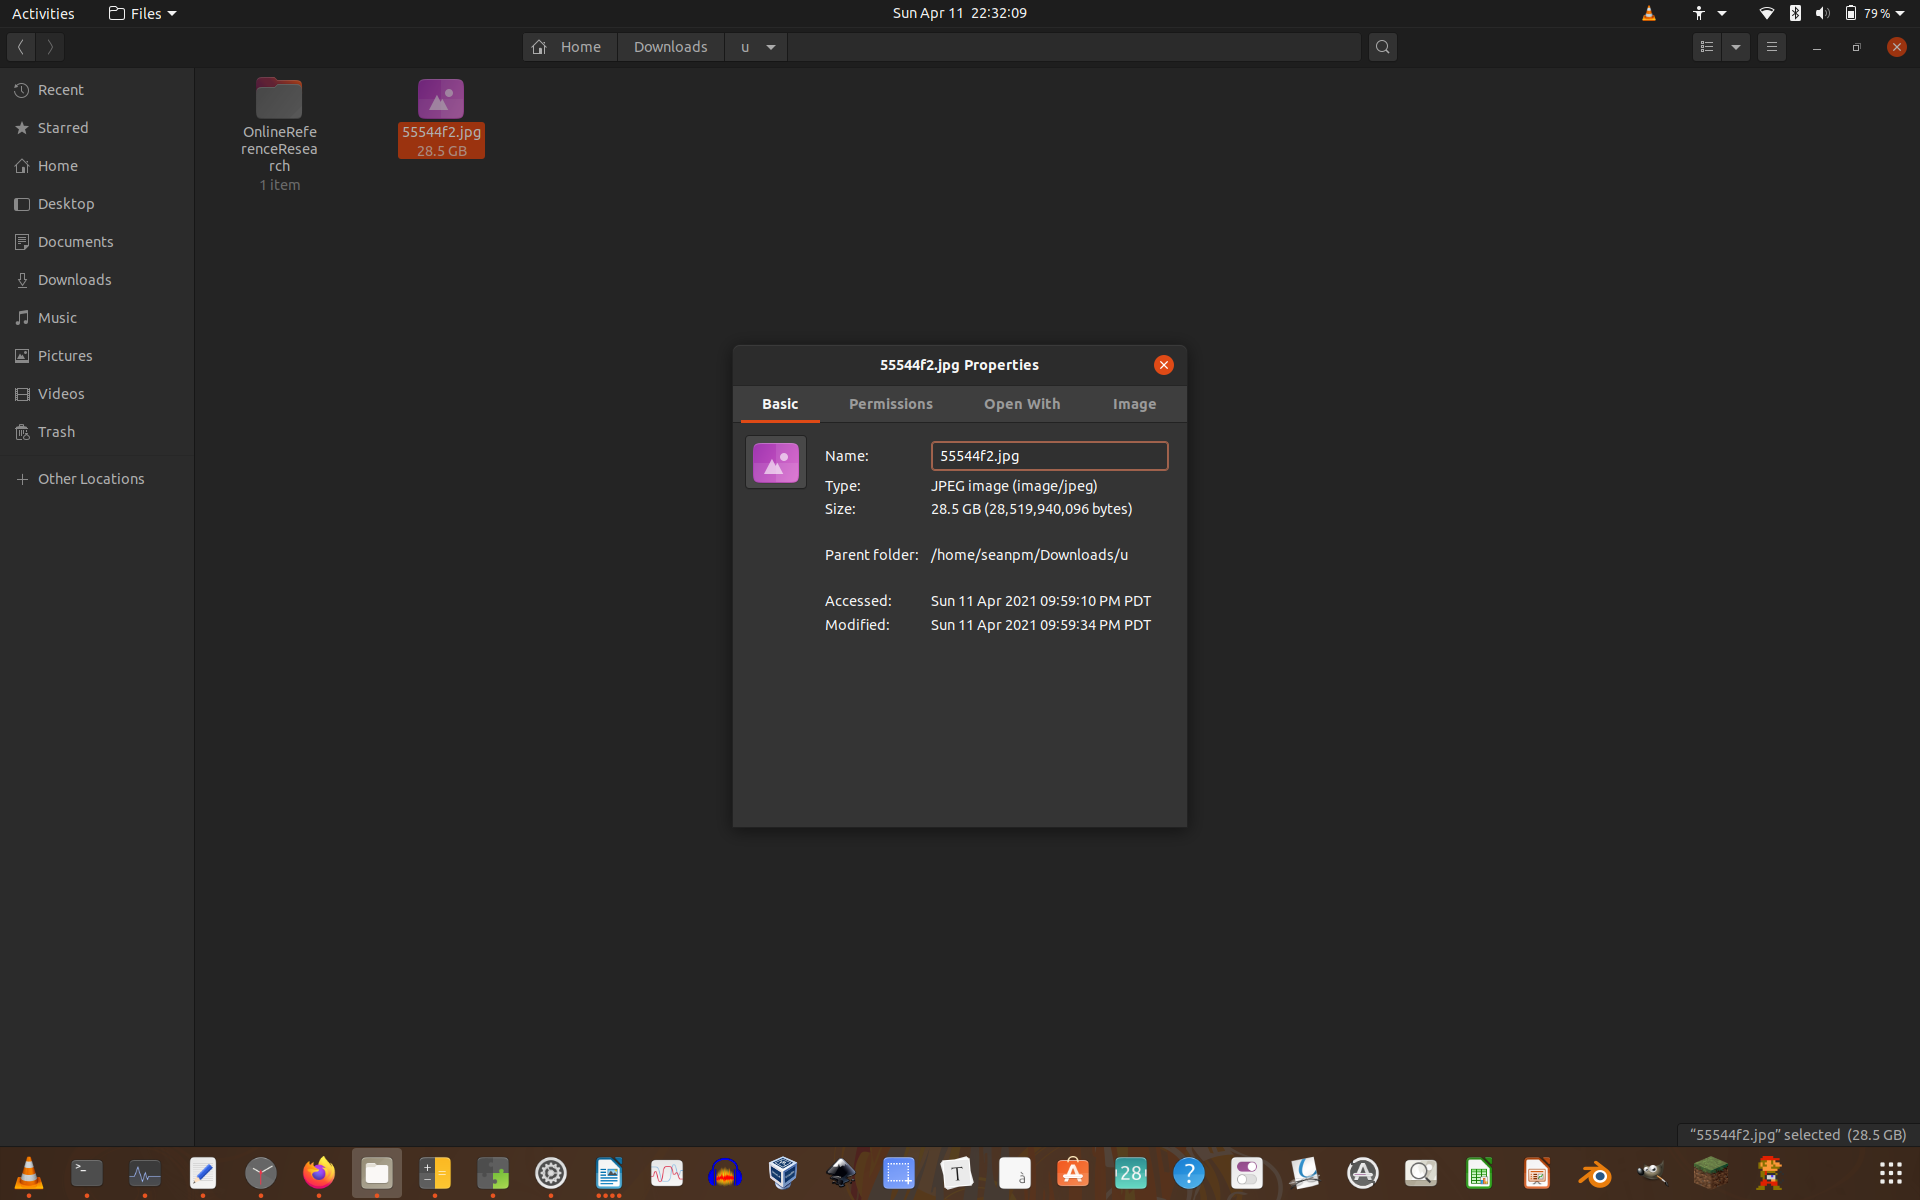 Activities
Files
Sun Apr 11 22:32:09
79 %
Home
Downloads
u
Recent
Starred
Home
Desktop
Documents
Downloads
Music
Pictures
Videos
Trash
Other Locations
OnlineRefe
renceResea
rch
1 item
55544f2.jpg
28.5 GB
55544f2.jpg Properties
Basic
Permissions
Open With
Image
Name:
55544f2.jpg
Type:
JPEG image (image/jpeg)
Size:
28.5 GB (28,519,940,096 bytes)
Parent folder:
/home/seanpm/Downloads/u
Accessed:
Sun 11 Apr 2021 09:59:10 PM PDT
Modified:
Sun 11 Apr 2021 09:59:34 PM PDT
“55544f2.jpg” selected (28.5 GB)
>_
T
à
28
?